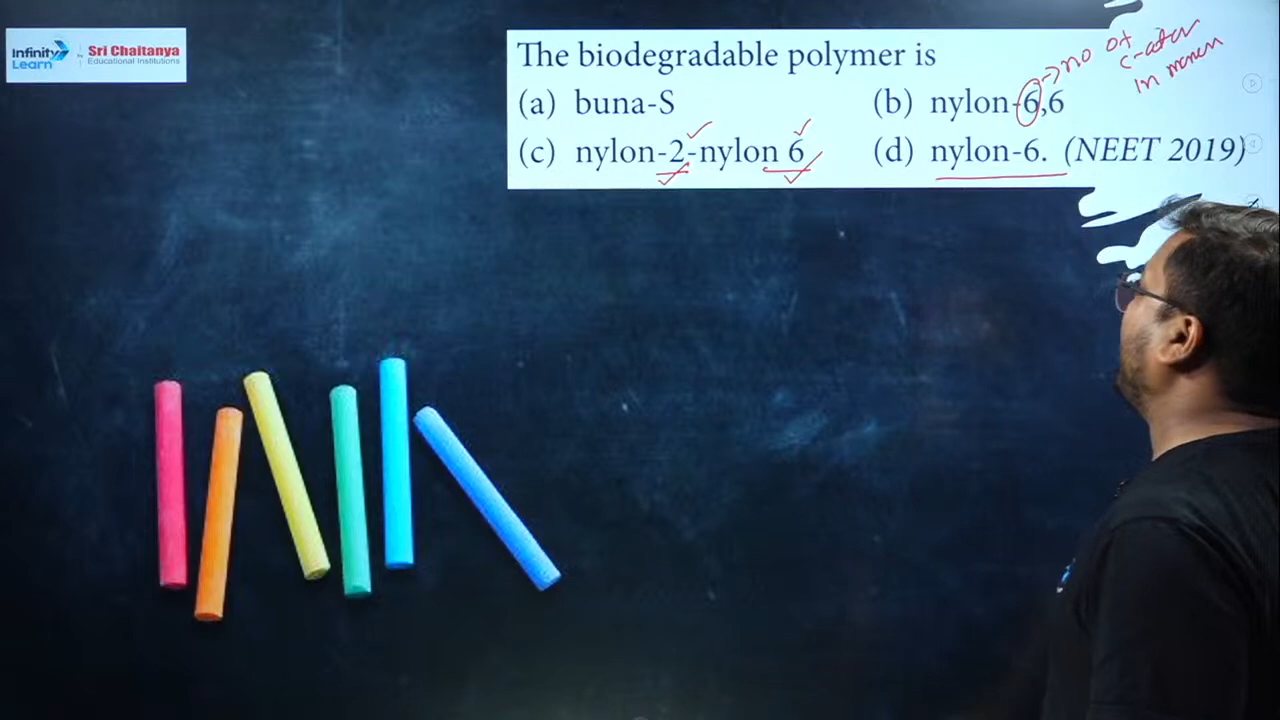 Infinity Learn by Sri Chaitanya
Educational Institutions
The biodegradable polymer is
(a) buna-S (b) nylon-6,6
(c) nylon-2-nylon 6 (d) nylon-6. (NEET 2019)
→ no of
C-atom
in monom